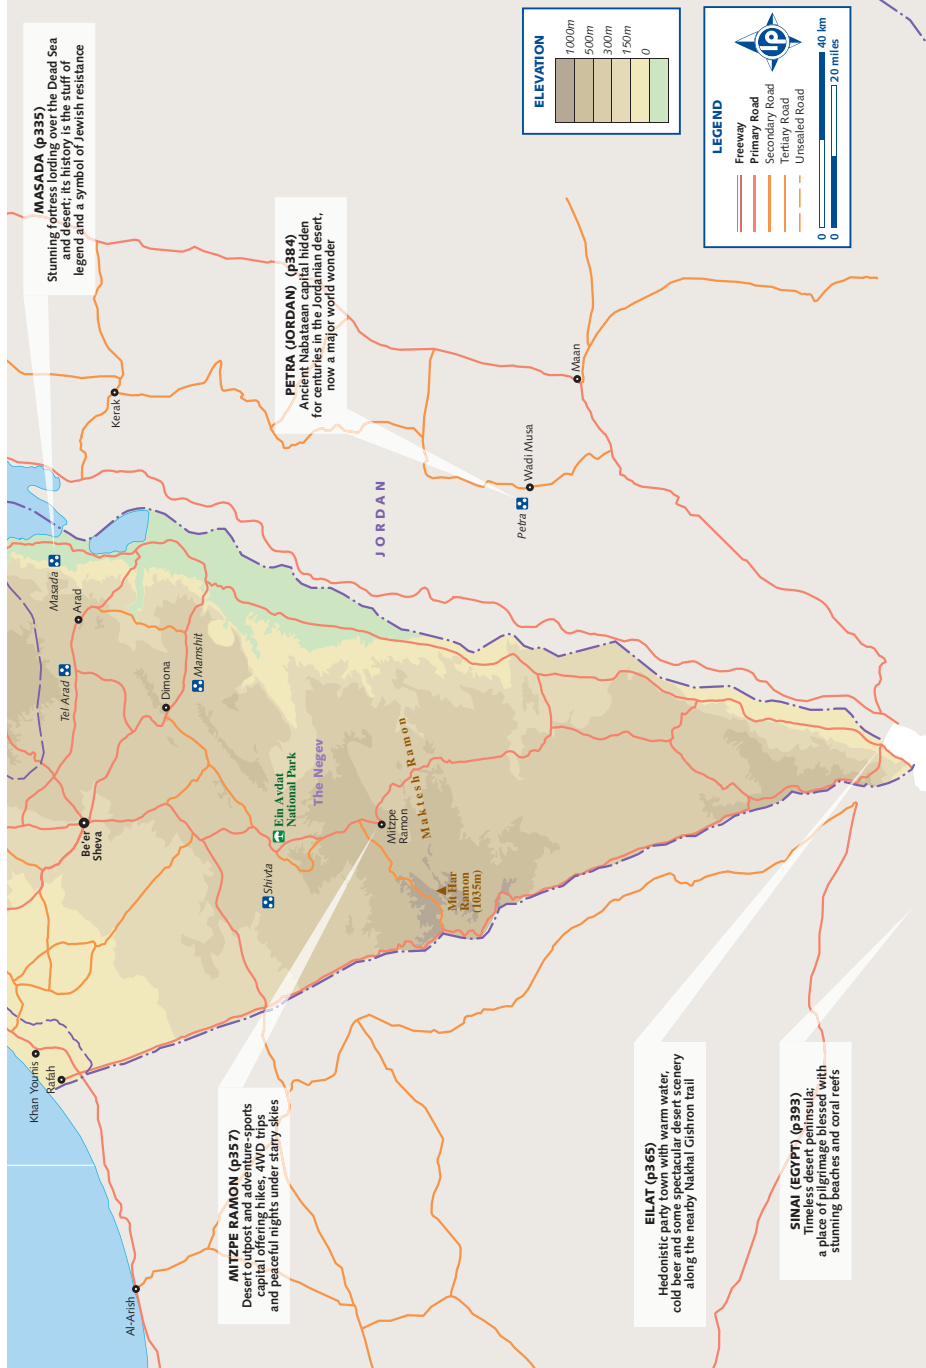 MASADA (p335)
Stunning fortress lording over the Dead Sea
and desert; its history is the stuff of
legend and a symbol of Jewish resistance
PETRA (JORDAN) (p384)
Ancient Nabataean capital hidden
for centuries in the Jordanian desert,
now a major world wonder
ELEVATION
1000m
500m
300m
150m
0
LEGEND
Freeway
Primary Road
Secondary Road
Tertiary Road
Unsealed Road
0
40 km
0
20 miles
lp
Kerak
Maan
Wadi Musa
Petra
JORDAN
Masada
Arad
Tel Arad
Dimona
Mamshit
Be'er
Sheva
Ein Avdat
National Park
The Negev
Maktesh Ramon
Mitzpe
Ramon
Shivta
Mt Har
Ramon
(1035m)
Khan Younis
Rafah
Al-Arish
MITZPE RAMON (p357)
Desert outpost and adventure-sports
capital offering hikes, 4WD trips
and peaceful nights under starry skies
EILAT (p365)
Hedonistic party town with warm water,
cold beer and some spectacular desert scenery
along the nearby Nakhal Gishron trail
SINAI (EGYPT) (p393)
Timeless desert peninsula;
a place of pilgrimage blessed with
stunning beaches and coral reefs